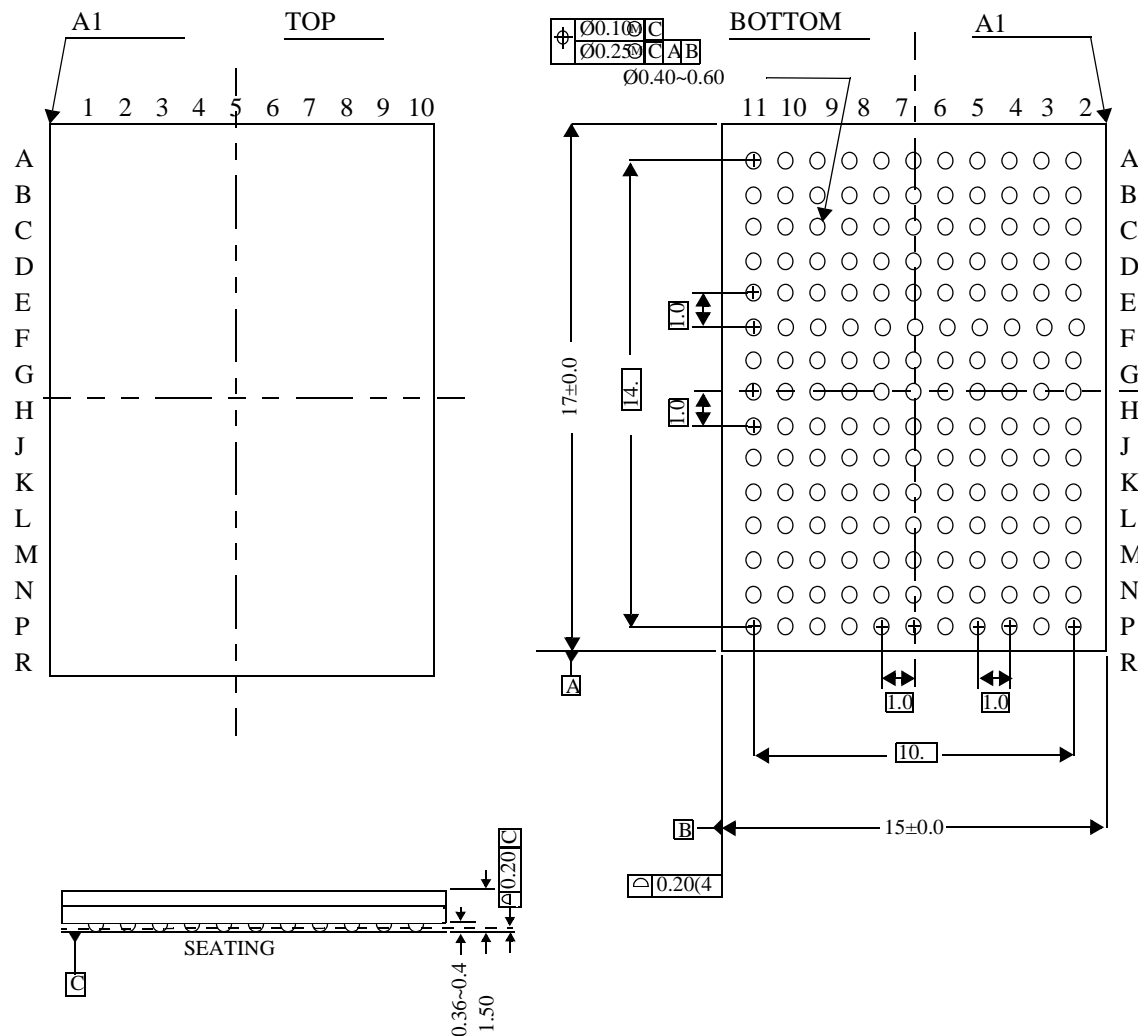 A1
TOP
1 2 3 4 5 6 7 8 9 10
A
B
C
D
E
F
G
H
J
K
L
M
N
P
R
Ø0.10Ⓜ C
Ø0.25Ⓜ C A B
Ø0.40~0.60
BOTTOM
A1
11 10 9 8 7 6 5 4 3 2
A
B
C
D
E
F
G
H
J
K
L
M
N
P
R
1.0
1.0
14.
17±0.0
A
1.0
1.0
10.
B
15±0.0
0.20(4
0.20 C
SEATING
C
0.36~0.4
1.50